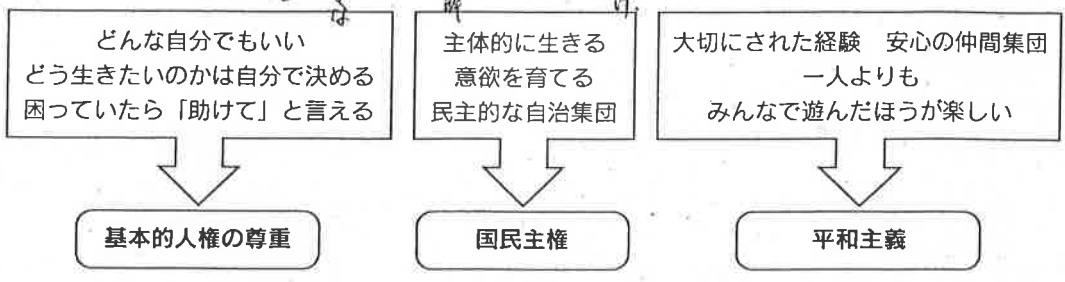 どんな自分でもいい
どう生きたいのかは自分で決める
困っていたら「助けて」と言える
主体的に生きる
意欲を育てる
民主的な自治集団
大切にされた経験　安心の仲間集団
一人よりも
みんなで遊んだほうが楽しい
基本的人権の尊重
国民主権
平和主義